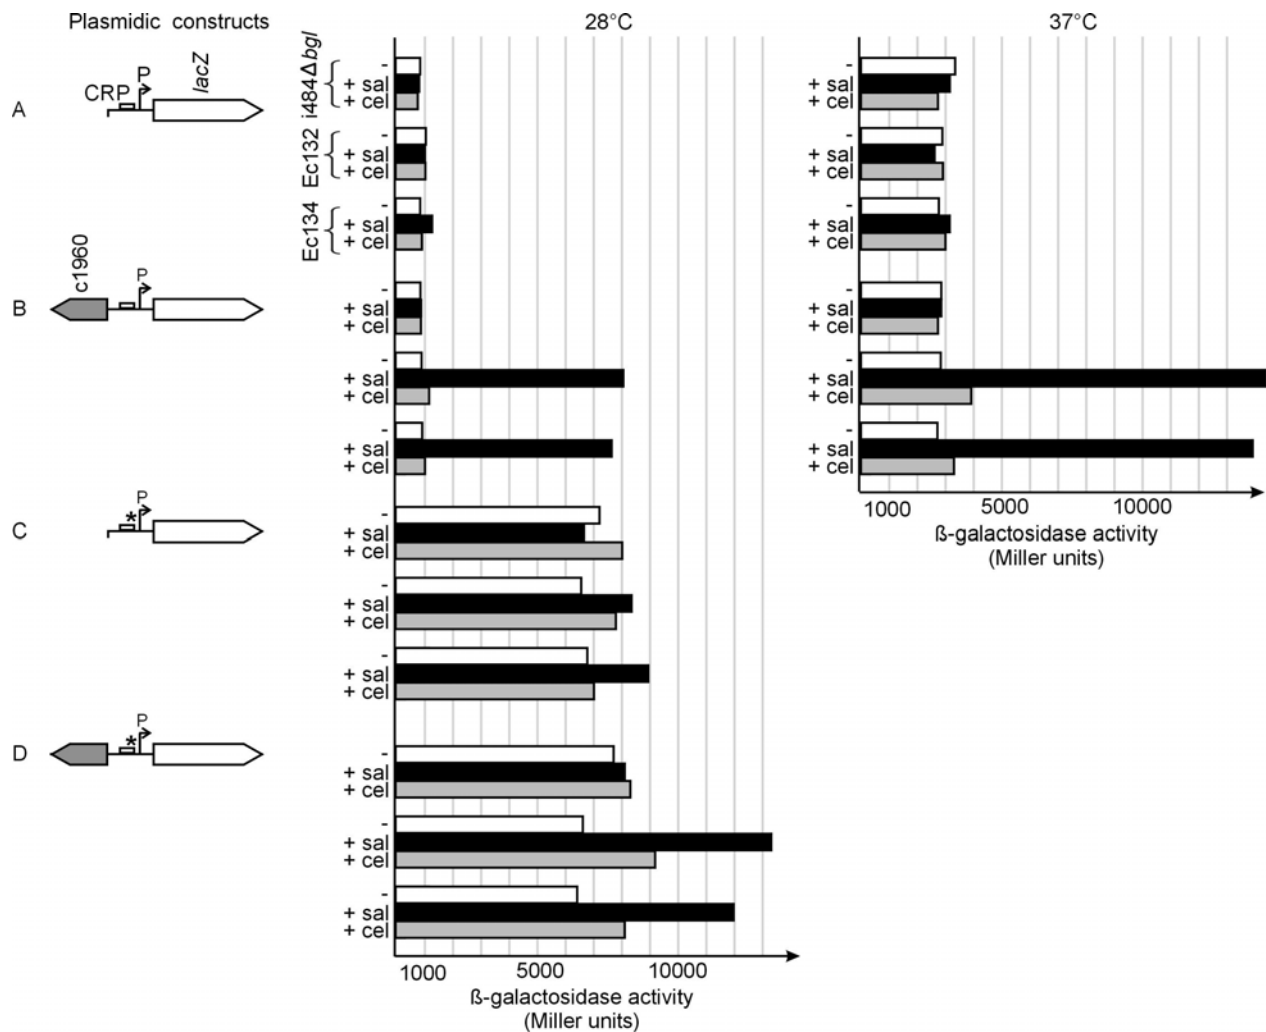 Plasmidic constructs
28°C
37°C
A
CRP
P
lacZ
i484Δbgl
-
+ sal
+ cel
Ec132
-
+ sal
+ cel
Ec134
-
+ sal
+ cel
-
+ sal
+ cel
-
+ sal
+ cel
-
+ sal
+ cel
B
c1960
P
-
+ sal
+ cel
-
+ sal
+ cel
-
+ sal
+ cel
-
+ sal
+ cel
-
+ sal
+ cel
-
+ sal
+ cel
1000 5000 10000
ß-galactosidase activity
(Miller units)
C
*
P
-
+ sal
+ cel
-
+ sal
+ cel
-
+ sal
+ cel
D
*
P
-
+ sal
+ cel
-
+ sal
+ cel
-
+ sal
+ cel
1000 5000 10000
ß-galactosidase activity
(Miller units)